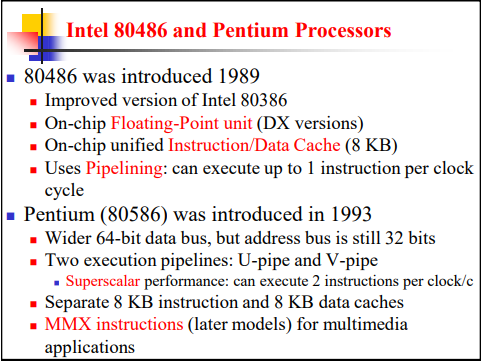 Intel 80486 and Pentium Processors
80486 was introduced 1989
Improved version of Intel 80386
On-chip Floating-Point unit (DX versions)
On-chip unified Instruction/Data Cache (8 KB)
Uses Pipelining: can execute up to 1 instruction per clock
cycle
Pentium (80586) was introduced in 1993
Wider 64-bit data bus, but address bus is still 32 bits
Two execution pipelines: U-pipe and V-pipe
Superscalar performance: can execute 2 instructions per clock/c
Separate 8 KB instruction and 8 KB data caches
MMX instructions (later models) for multimedia
applications